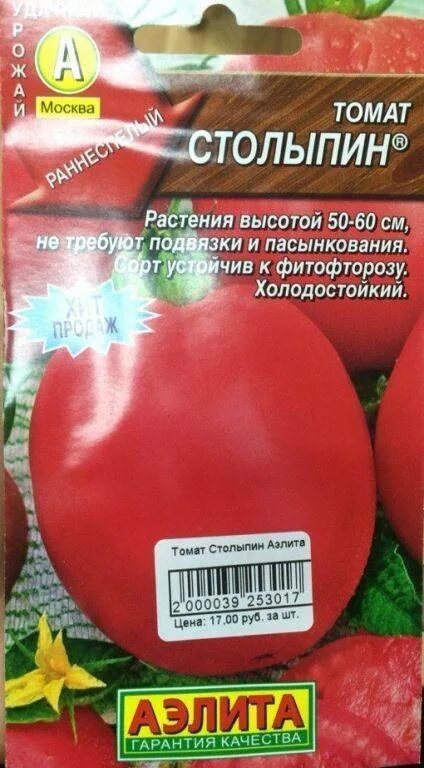 УДАЧНЫЙ
УРОЖАЙ
А
Москва
РАННЕСПЕЛЫЙ
ТОМАТ
СТОЛЫПИН®
Растения высотой 50-60 см,
не требуют подвязки и пасынкования.
Сорт устойчив к фитофторозу.
Холодостойкий.
ХИТ
ПРОДАЖ
Томат Столыпин Аэлита
2 000039 253017
Цена: 17,00 руб. за шт.
АЭЛИТА
ГАРАНТИЯ КАЧЕСТВА